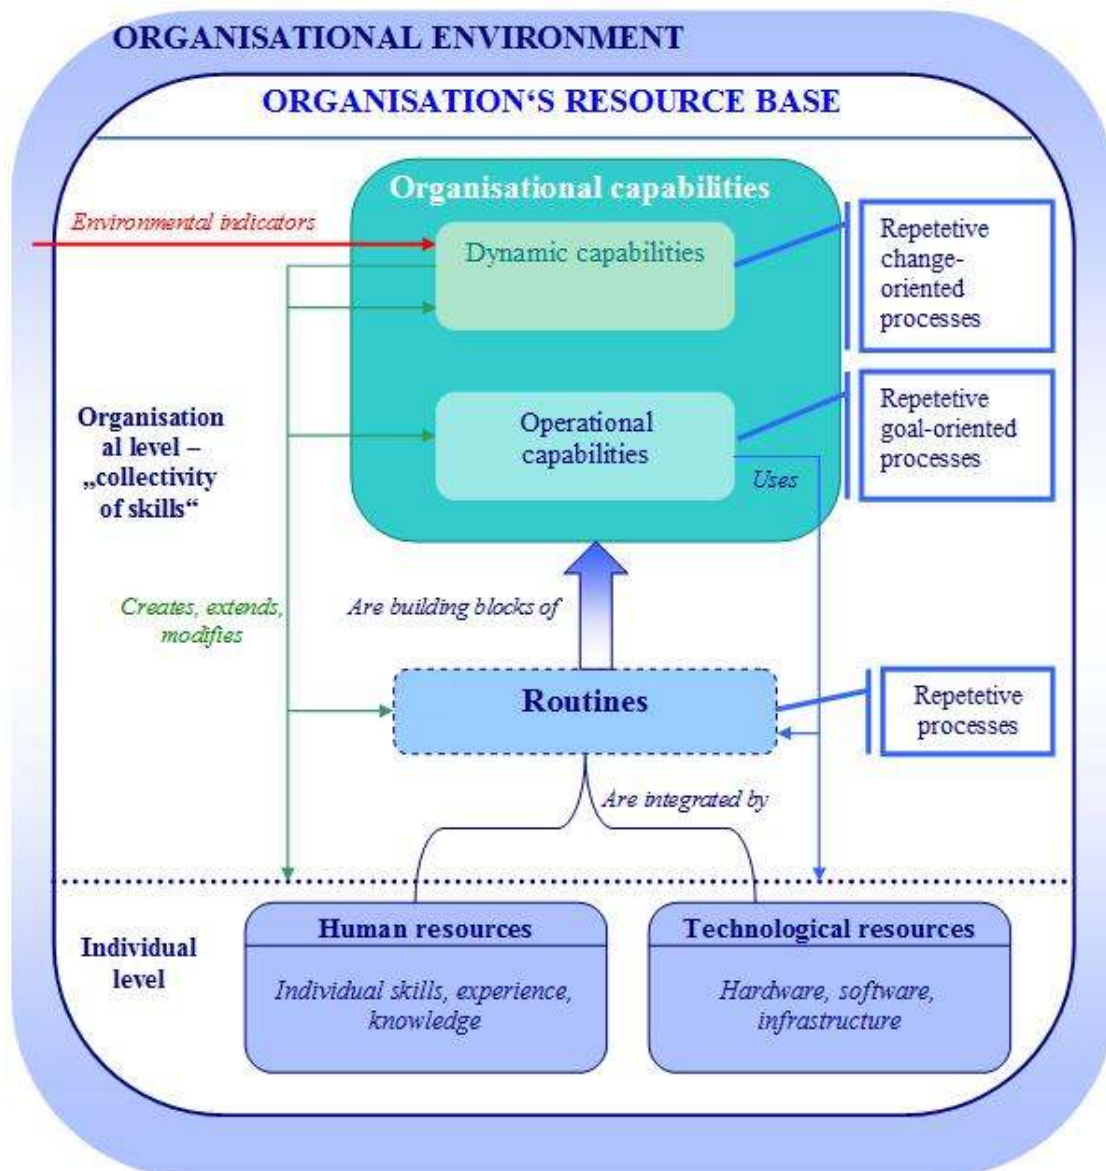 ORGANISATIONAL ENVIRONMENT
ORGANISATION‘S RESOURCE BASE
Organisational capabilities
Environmental indicators
Dynamic capabilities
Repetetive
change-
oriented
processes
Organisation
al level –
„collectivity
of skills“
Operational
capabilities
Uses
Repetetive
goal-oriented
processes
Creates, extends,
modifies
Are building blocks of
Routines
Repetetive
processes
Are integrated by
Individual
level
Human resources
Individual skills, experience,
knowledge
Technological resources
Hardware, software,
infrastructure